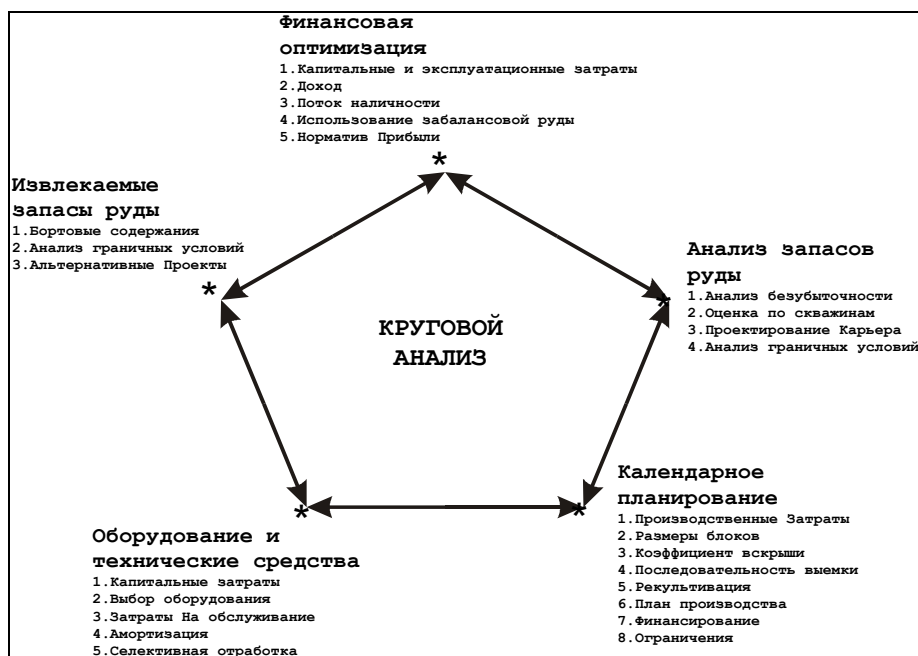 Финансовая
оптимизация
1.Капитальные и эксплуатационные затраты
2.Доход
3.Поток наличности
4.Использование забалансовой руды
5.Норматив Прибыли
*
Извлекаемые
запасы руды
1.Бортовые содержания
2.Анализ граничных условий
3.Альтернативные Проекты
*
Анализ запасов
руды
1.Анализ безубыточности
2.Оценка по скважинам
3.Проектирование Карьера
4.Анализ граничных условий
*
КРУГОВОЙ
АНАЛИЗ
Календарное
планирование
1.Производственные Затраты
2.Размеры блоков
3.Коэффициент вскрыши
4.Последовательность выемки
5.Рекультивация
6.План производства
7.Финансирование
8.Ограничения
*
*
Оборудование и
технические средства
1.Капитальные затраты
2.Выбор оборудования
3.Затраты На обслуживание
4.Амортизация
5.Селективная отработка